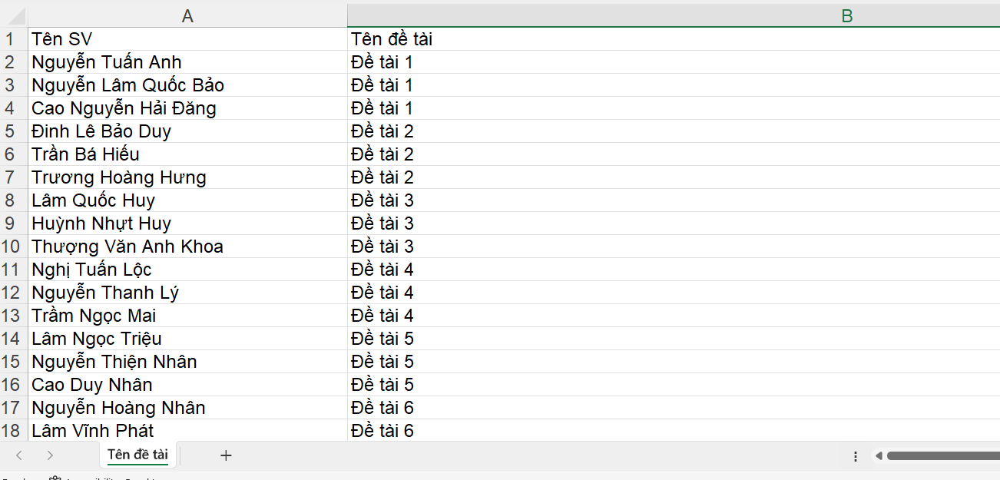 A B
1 Tên SV Tên đề tài
2 Nguyễn Tuấn Anh Đề tài 1
3 Nguyễn Lâm Quốc Bảo Đề tài 1
4 Cao Nguyễn Hải Đăng Đề tài 1
5 Đinh Lê Bảo Duy Đề tài 2
6 Trần Bá Hiếu Đề tài 2
7 Trương Hoàng Hưng Đề tài 2
8 Lâm Quốc Huy Đề tài 3
9 Huỳnh Nhựt Huy Đề tài 3
10 Thượng Văn Anh Khoa Đề tài 3
11 Nghị Tuấn Lộc Đề tài 4
12 Nguyễn Thanh Lý Đề tài 4
13 Trầm Ngọc Mai Đề tài 4
14 Lâm Ngọc Triệu Đề tài 5
15 Nguyễn Thiện Nhân Đề tài 5
16 Cao Duy Nhân Đề tài 5
17 Nguyễn Hoàng Nhân Đề tài 6
18 Lâm Vĩnh Phát Đề tài 6
Tên đề tài